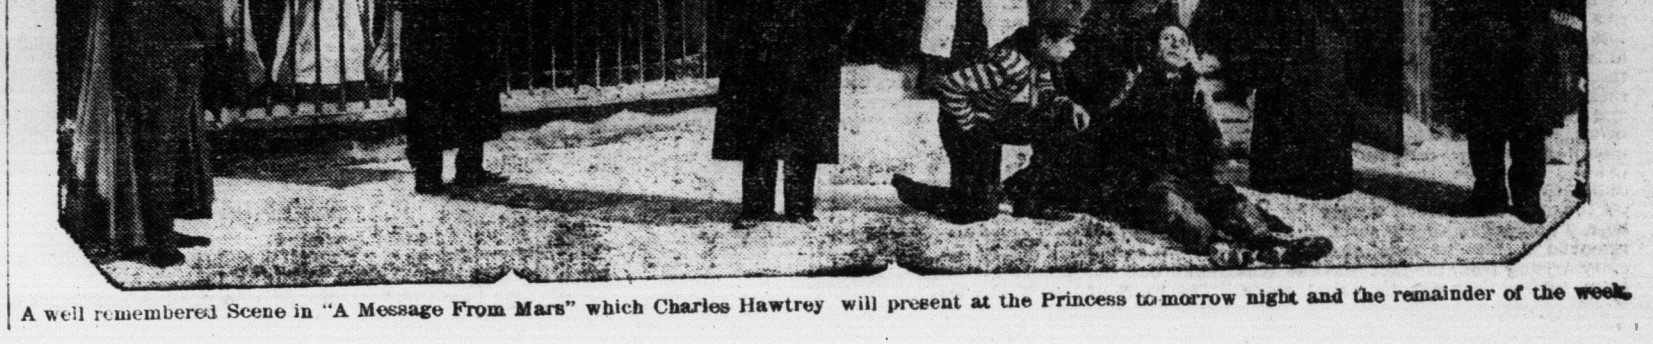 A well remembered Scene in "A Message From Mars" which Charles Hawtrey will present at the Princess to-morrow night and the remainder of the week.